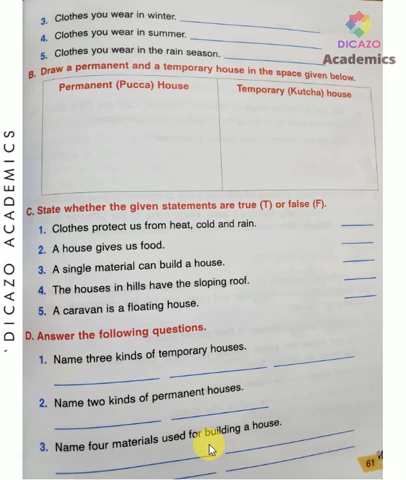 3. Clothes you wear in winter.
4. Clothes you wear in summer.
5. Clothes you wear in the rain season.
DICAZO
Academics
B. Draw a permanent and a temporary house in the space given below.
Permanent (Pucca) House
Temporary (Kutcha) house
C. State whether the given statements are true (T) or false (F).
1. Clothes protect us from heat, cold and rain.
2. A house gives us food.
3. A single material can build a house.
4. The houses in hills have the sloping roof.
5. A caravan is a floating house.
D. Answer the following questions.
1. Name three kinds of temporary houses.
2. Name two kinds of permanent houses.
3. Name four materials used for building a house.
61
`DICAZO ACADEMICS